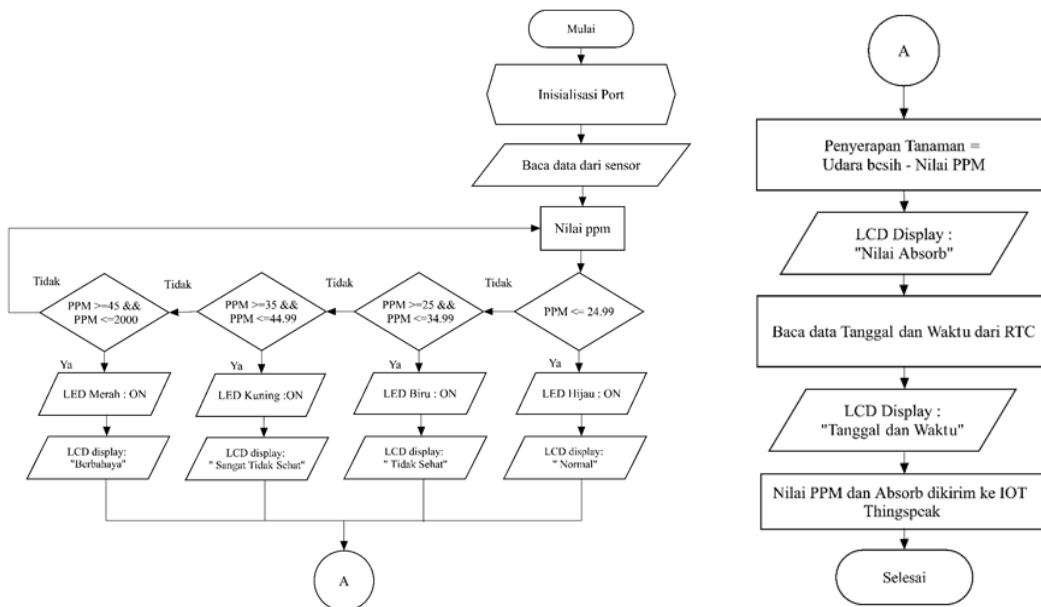 Mulai
Inisialisasi Port
Baca data dari sensor
Nilai ppm
Tidak
Tidak
Tidak
Tidak
PPM >=45 &&
PPM <=2000
PPM >=35 &&
PPM <=44.99
PPM >=25 &&
PPM <=34.99
PPM <= 24.99
Ya
Ya
Ya
Ya
LED Merah : ON
LED Kuning :ON
LED Biru : ON
LED Hijau : ON
LCD display:
"Berbahaya"
LCD display:
" Sangat Tidak Sehat"
LCD display:
" Tidak Sehat"
LCD display:
" Normal"
A
A
Penyerapan Tanaman =
Udara besih - Nilai PPM
LCD Display :
"Nilai Absorb"
Baca data Tanggal dan Waktu dari RTC
LCD Display :
"Tanggal dan Waktu"
Nilai PPM dan Absorb dikirim ke IOT
Thingspeak
Selesai